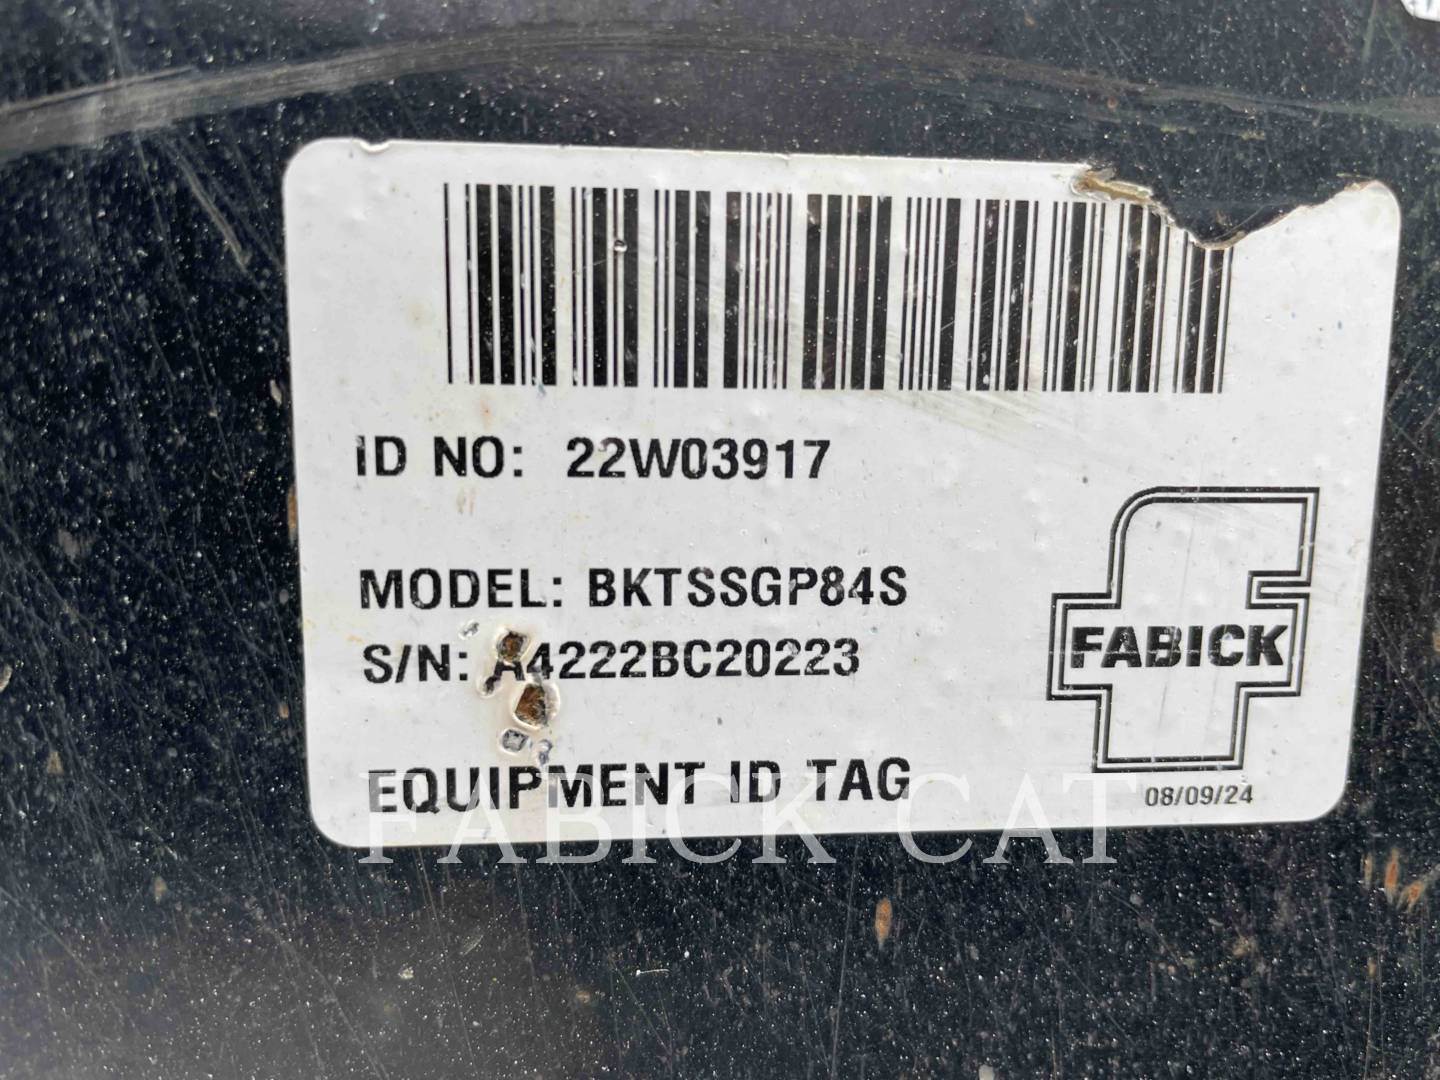 ID NO: 22W03917
MODEL: BKTSSGP84S
S/N: A4222BC20223
FABICK
EQUIPMENT ID TAG
08/09/24
FABICK CAT